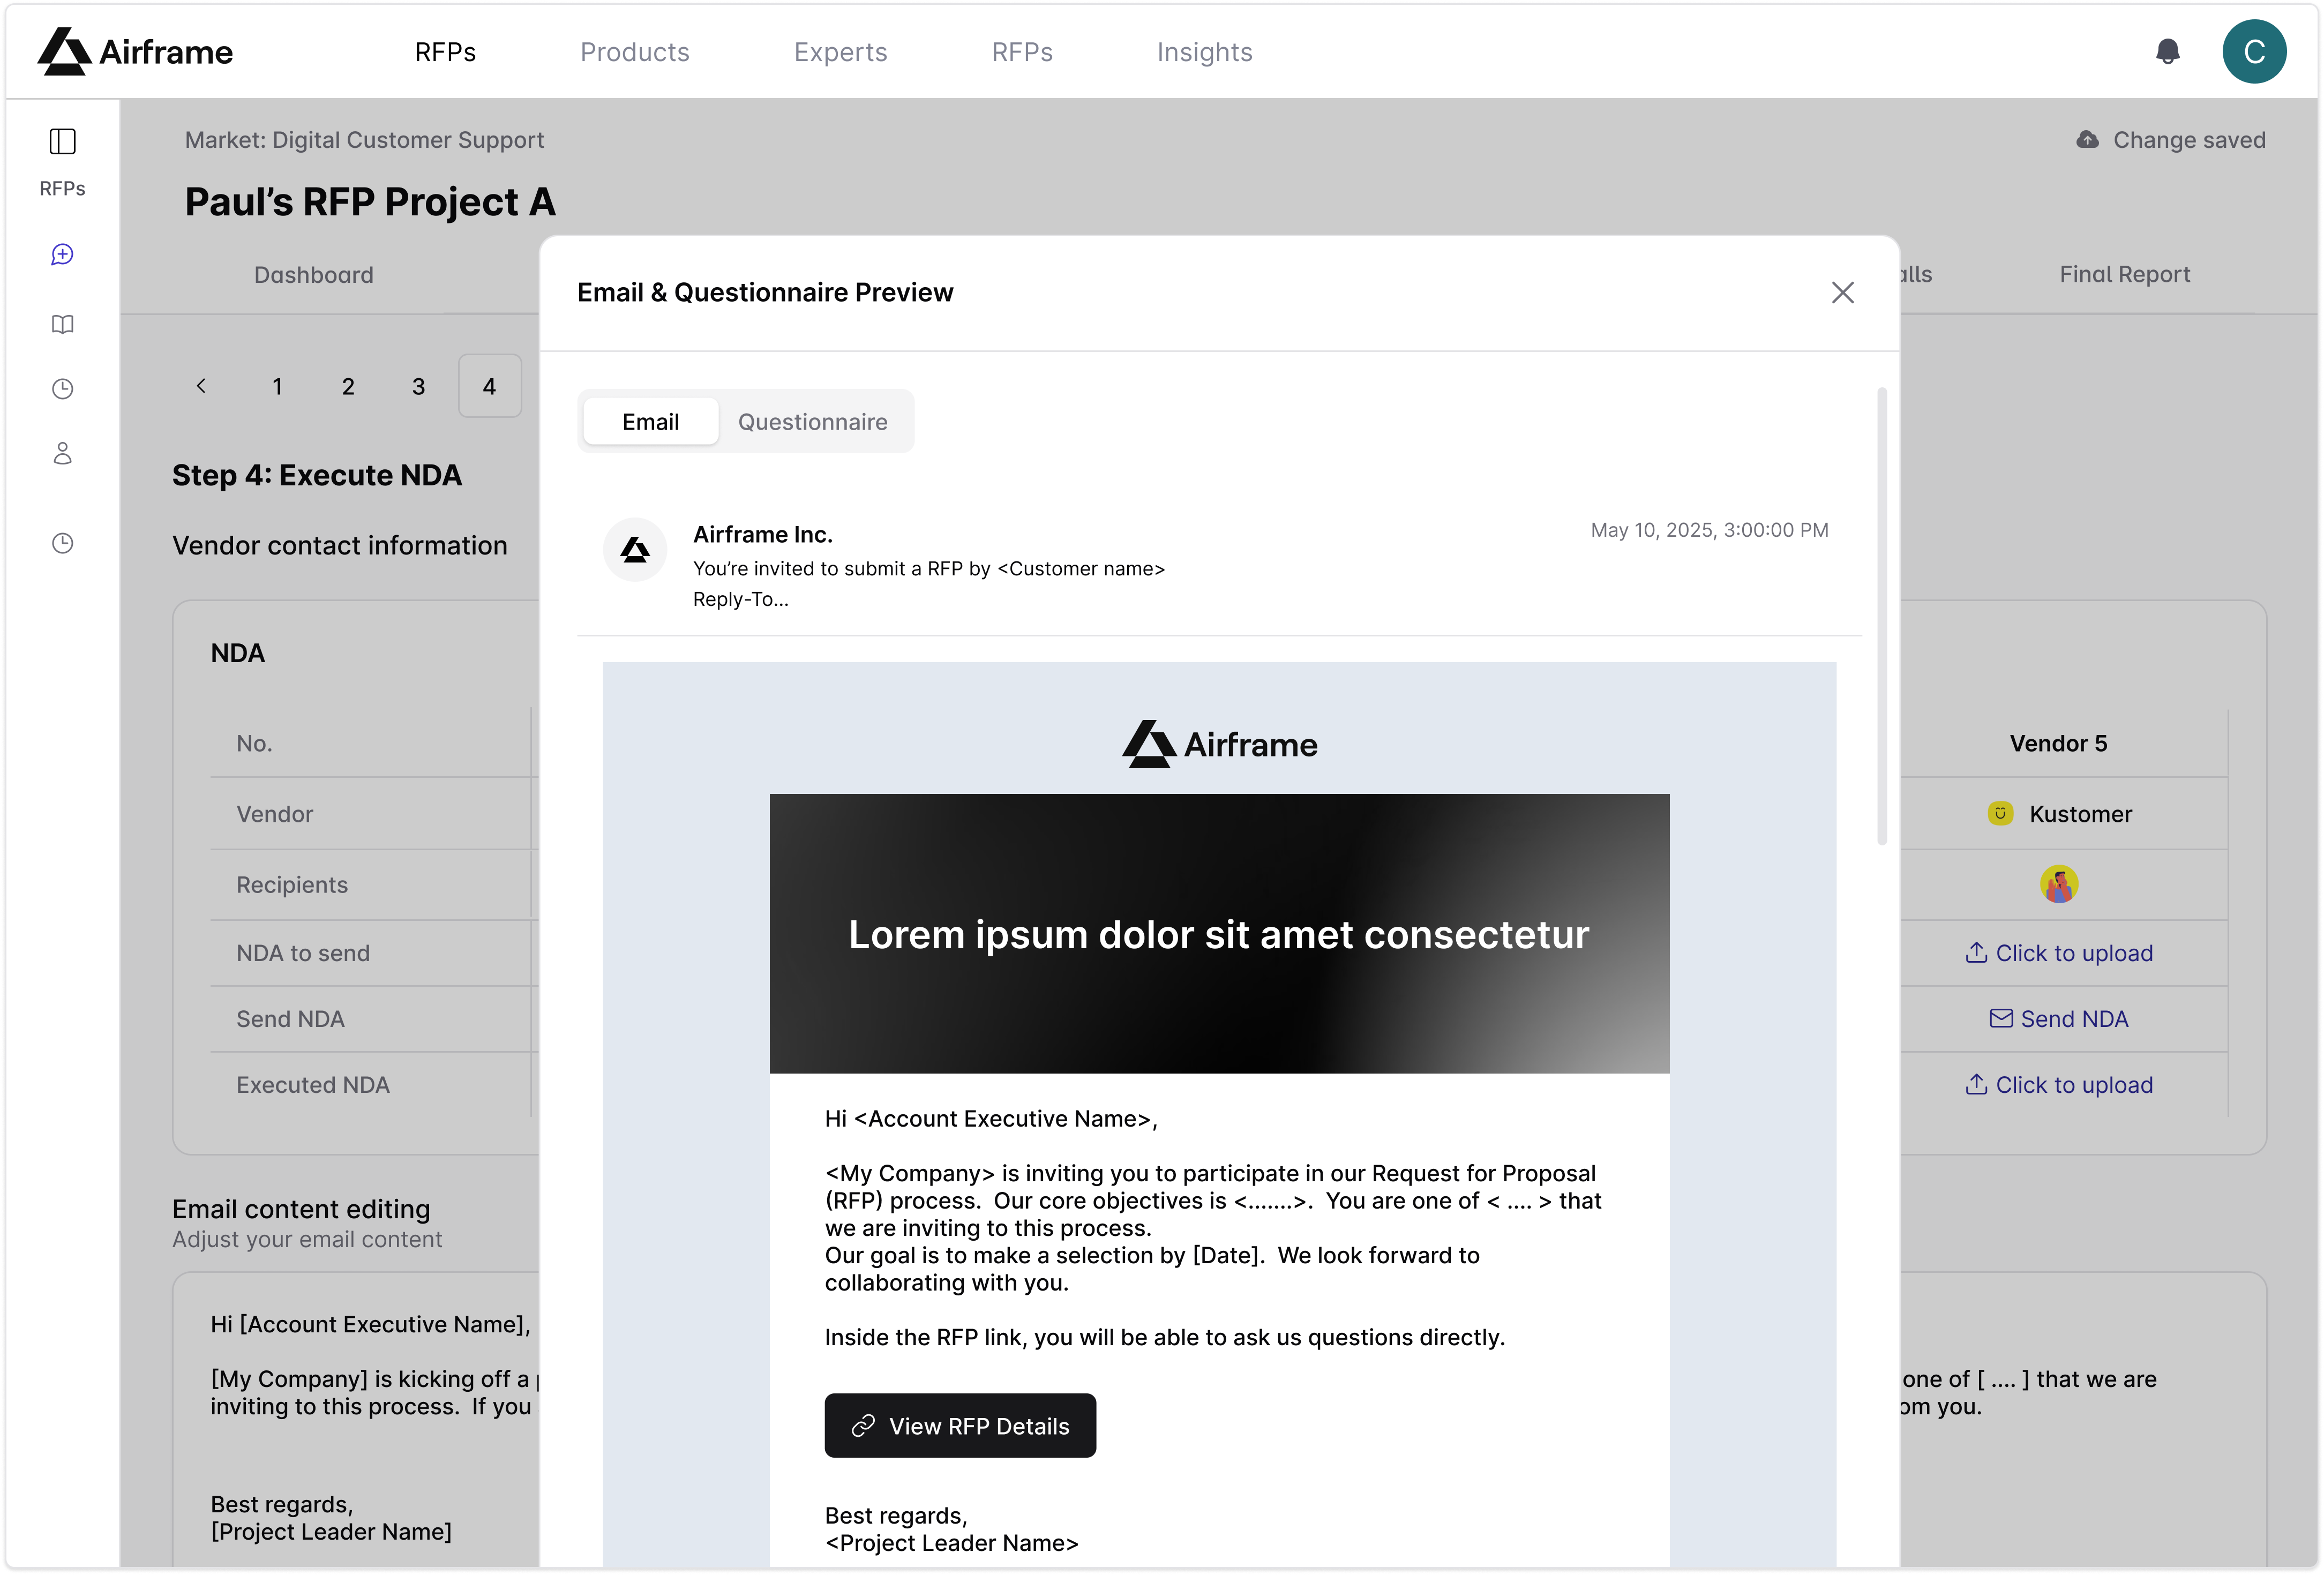 Airframe
RFPs
Products
Experts
RFPs
Insights
C
RFPs
Market: Digital Customer Support
Change saved
Paul’s RFP Project A
Dashboard
Final Report
1
2
3
4
Step 4: Execute NDA
Vendor contact information
NDA
No.
Vendor
Recipients
NDA to send
Send NDA
Executed NDA
Vendor 5
Kustomer
Click to upload
Send NDA
Click to upload
Email content editing
Adjust your email content
Hi [Account Executive Name],
[My Company] is kicking off a
inviting to this process.  If you
one of [ .... ] that we are
you.
Best regards,
[Project Leader Name]
Email & Questionnaire Preview
Email
Questionnaire
Airframe Inc.
May 10, 2025, 3:00:00 PM
You’re invited to submit a RFP by <Customer name>
Reply-To...
Airframe
Lorem ipsum dolor sit amet consectetur
Hi <Account Executive Name>,
<My Company> is inviting you to participate in our Request for Proposal
(RFP) process.  Our core objectives is <.......>.  You are one of < .... > that
we are inviting to this process.
Our goal is to make a selection by [Date].  We look forward to
collaborating with you.
Inside the RFP link, you will be able to ask us questions directly.
View RFP Details
Best regards,
<Project Leader Name>